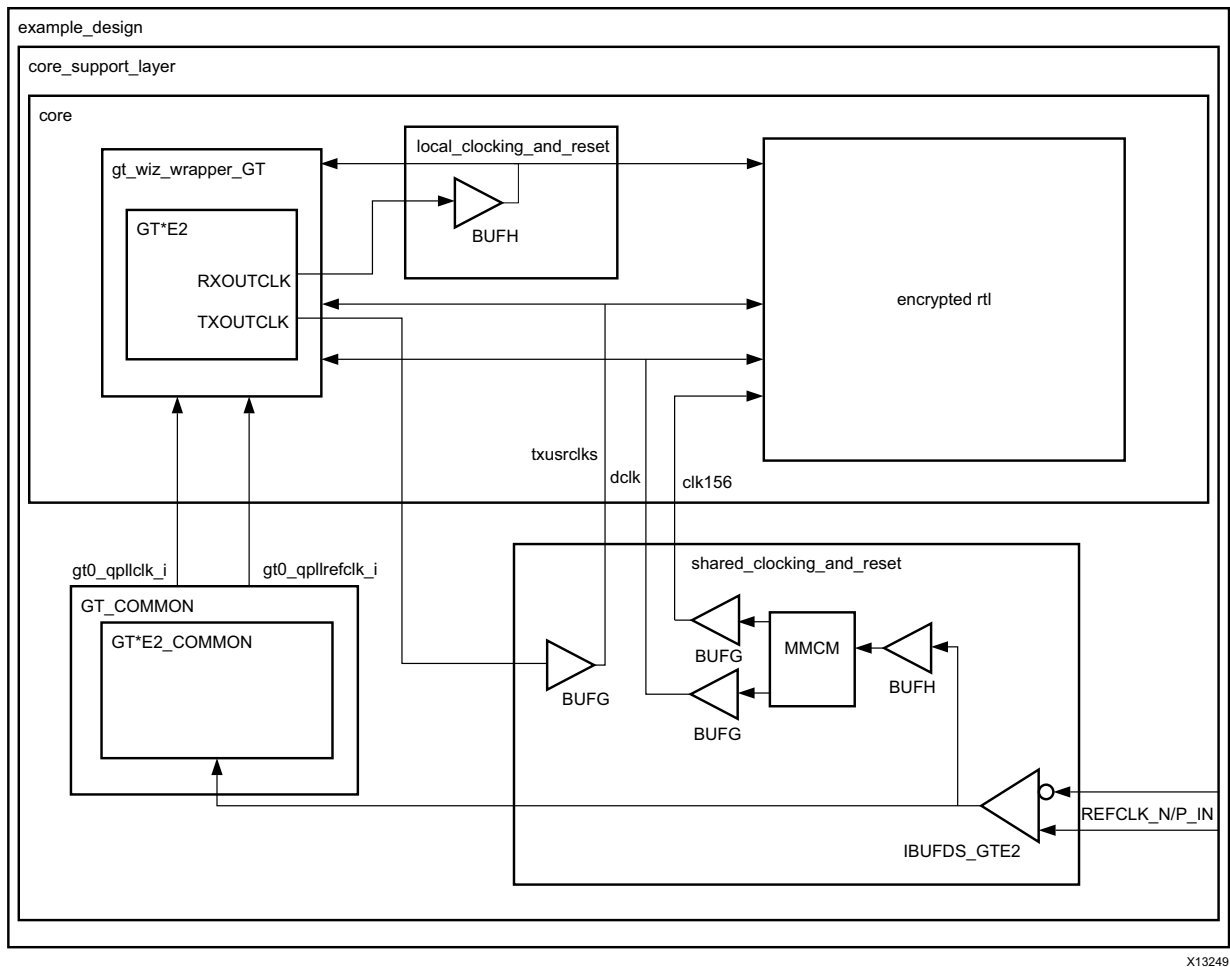 example_design
core_support_layer
core
local_clocking_and_reset
gt_wiz_wrapper_GT
GT*E2
BUFH
RXOUTCLK
TXOUTCLK
encrypted rtl
txusrclks
dclk
clk156
gt0_qpllclk_i
gt0_qpllrefclk_i
shared_clocking_and_reset
GT_COMMON
GT*E2_COMMON
MMCM
BUFG
BUFH
BUFG
BUFG
REFCLK_N/P_IN
IBUFDS_GTE2
X13249